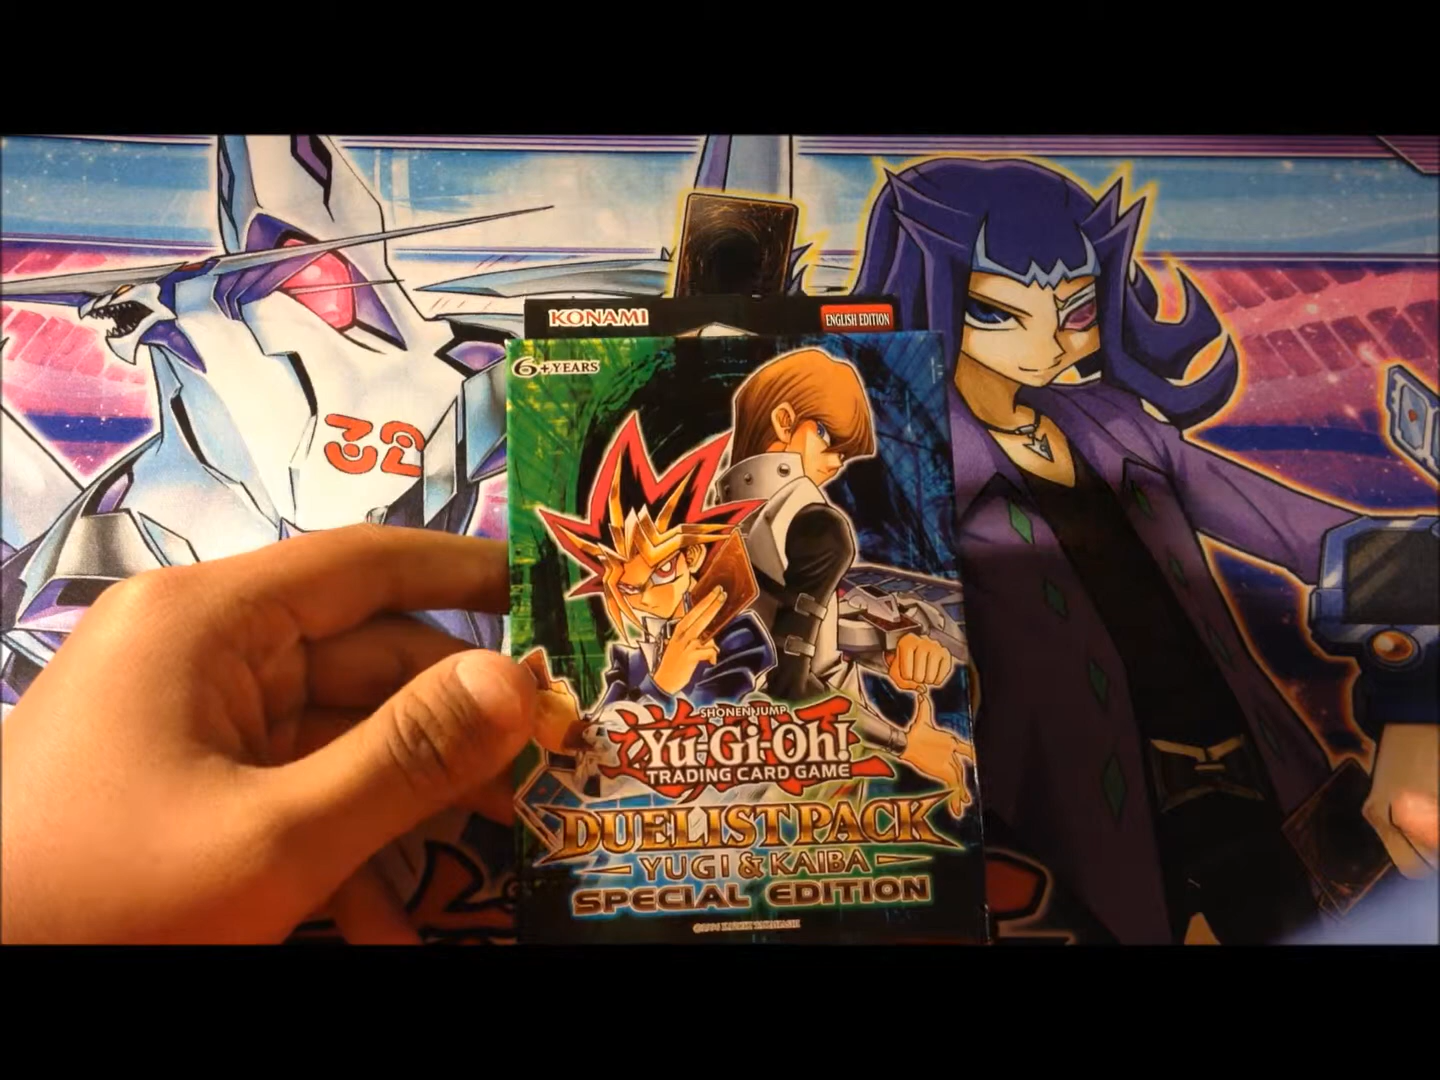 KONAMI
ENGLISH EDITION
6+YEARS
SHONEN JUMP
Yu-Gi-Oh!
TRADING CARD GAME
DUELIST PACK
YUGI & KAIBA
SPECIAL EDITION